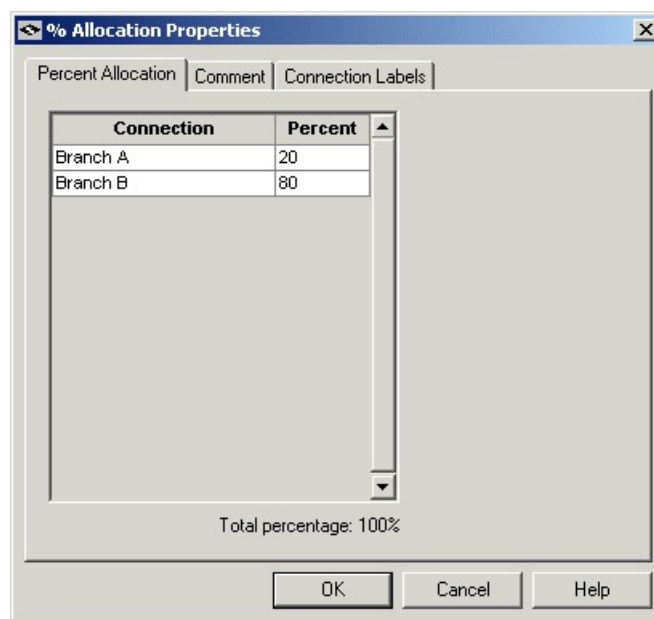 % Allocation Properties
Percent Allocation Comment Connection Labels
Connection Percent
Branch A 20
Branch B 80
Total percentage: 100%
OK Cancel Help